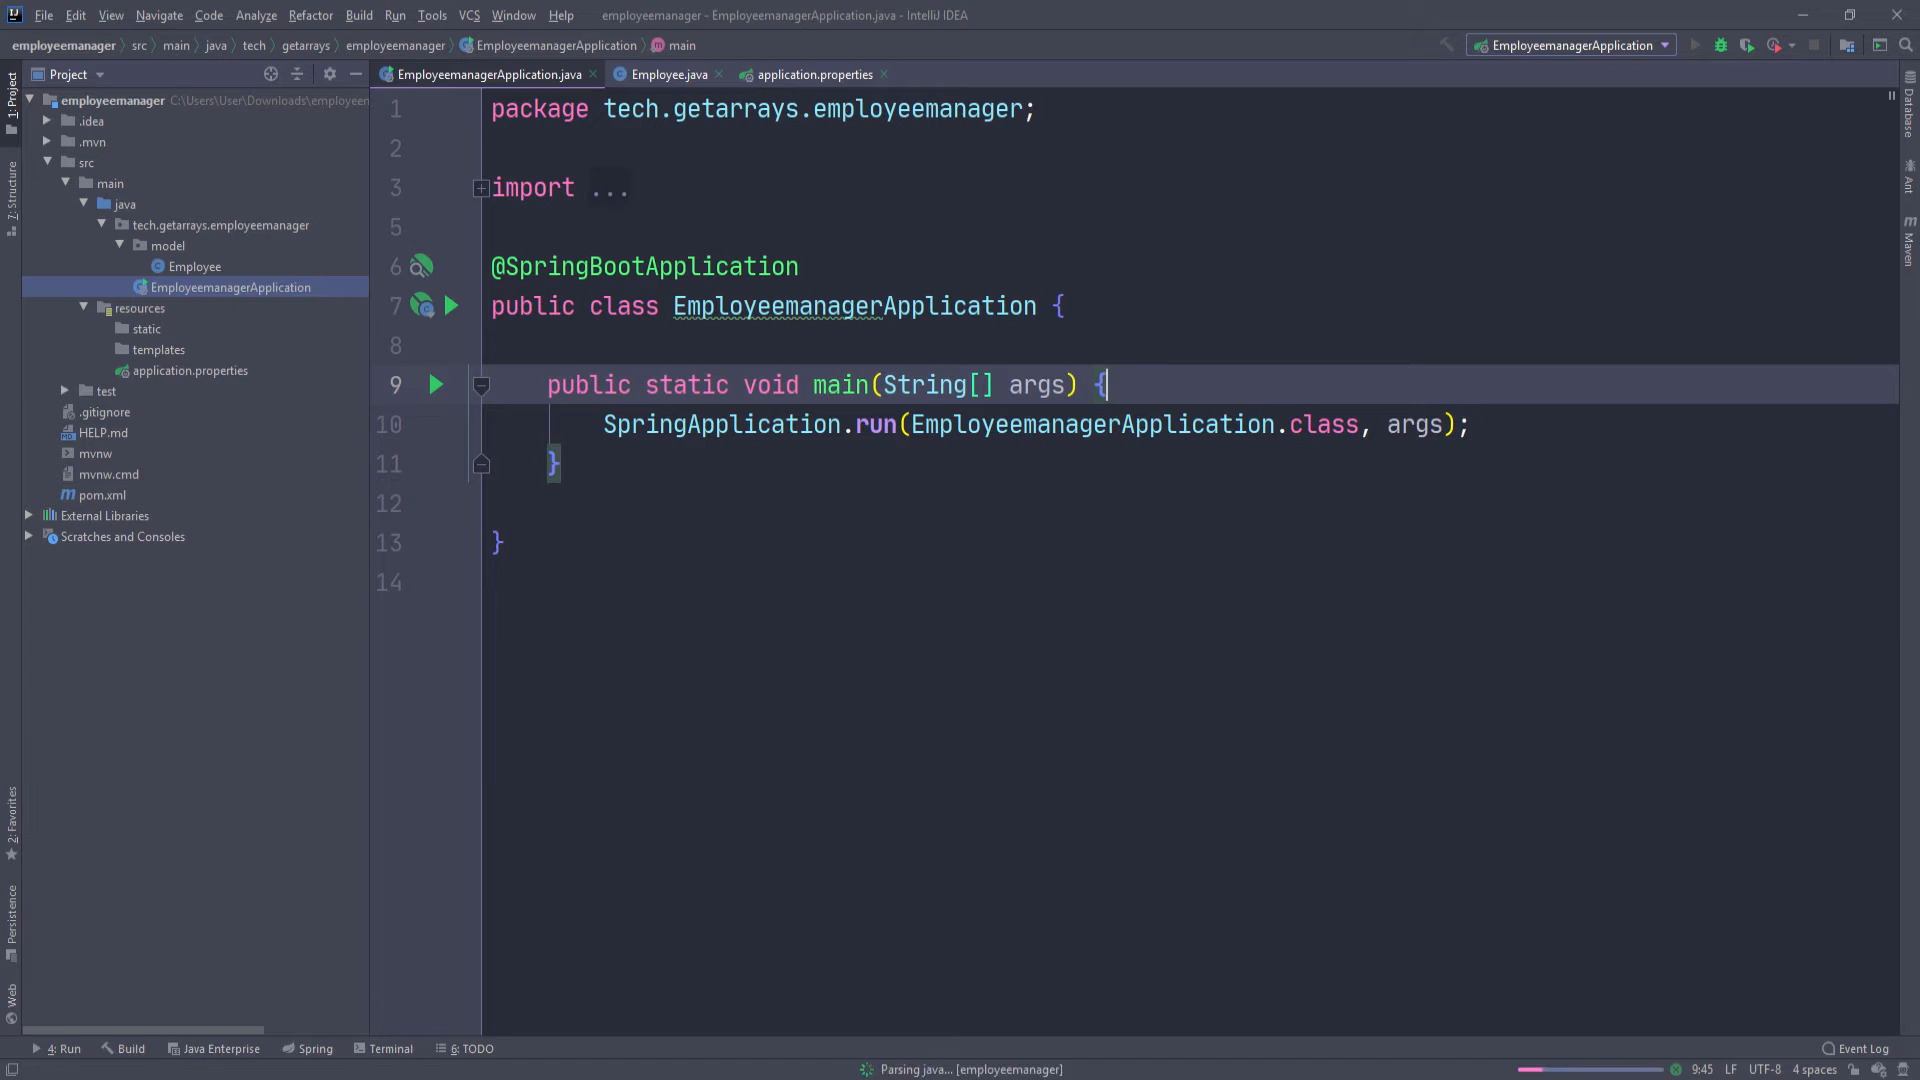 IJ File Edit View Navigate Code Analyze Refactor Build Run Tools VCS Window Help employeemanager - EmployeemanagerApplication.java - IntelliJ IDEA
employeemanager src main java tech getarrays employeemanager EmployeemanagerApplication m main EmployeemanagerApplication
Project EmployeemanagerApplication.java Employee.java application.properties
employeemanager C:\Users\User\Downloads\employeen
.idea
.mvn
src
main
java
tech.getarrays.employeemanager
model
C Employee
EmployeemanagerApplication
resources
static
templates
application.properties
test
.gitignore
HELP.md
mvnw
mvnw.cmd
m pom.xml
External Libraries
Scratches and Consoles
1 package tech.getarrays.employeemanager;
2
3 import ...
5
6 @SpringBootApplication
7 public class EmployeemanagerApplication {
8
9 public static void main(String[] args) {
10 SpringApplication.run(EmployeemanagerApplication.class, args);
11 }
12
13 }
14
1: Project
7: Structure
2: Favorites
Persistence
Web
Database
Ant
m Maven
4: Run Build Java Enterprise Spring Terminal 6: TODO Event Log
Parsing java... [employeemanager] 9:45 LF UTF-8 4 spaces